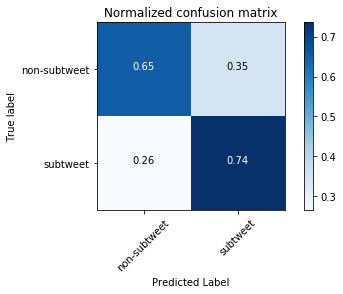 Normalized confusion matrix
True label
non-subtweet
0.65 0.35
subtweet
0.26 0.74
non-subtweet subtweet
Predicted Label
0.7
0.6
0.5
0.4
0.3